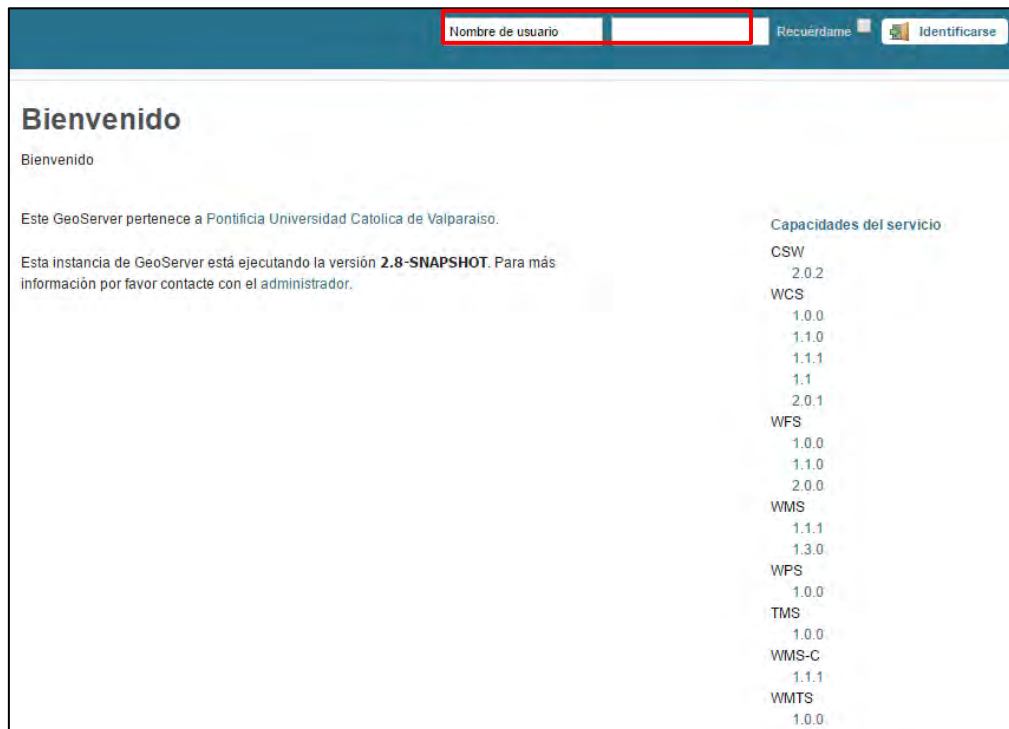 Nombre de usuario
Recuérdame
Identificarse
Bienvenido
Bienvenido
Este GeoServer pertenece a Pontificia Universidad Catolica de Valparaiso.
Esta instancia de GeoServer está ejecutando la versión 2.8-SNAPSHOT. Para más
información por favor contacte con el administrador.
Capacidades del servicio
CSW
2.0.2
WCS
1.0.0
1.1.0
1.1.1
1.1
2.0.1
WFS
1.0.0
1.1.0
2.0.0
WMS
1.1.1
1.3.0
WPS
1.0.0
TMS
1.0.0
WMS-C
1.1.1
WMTS
1.0.0